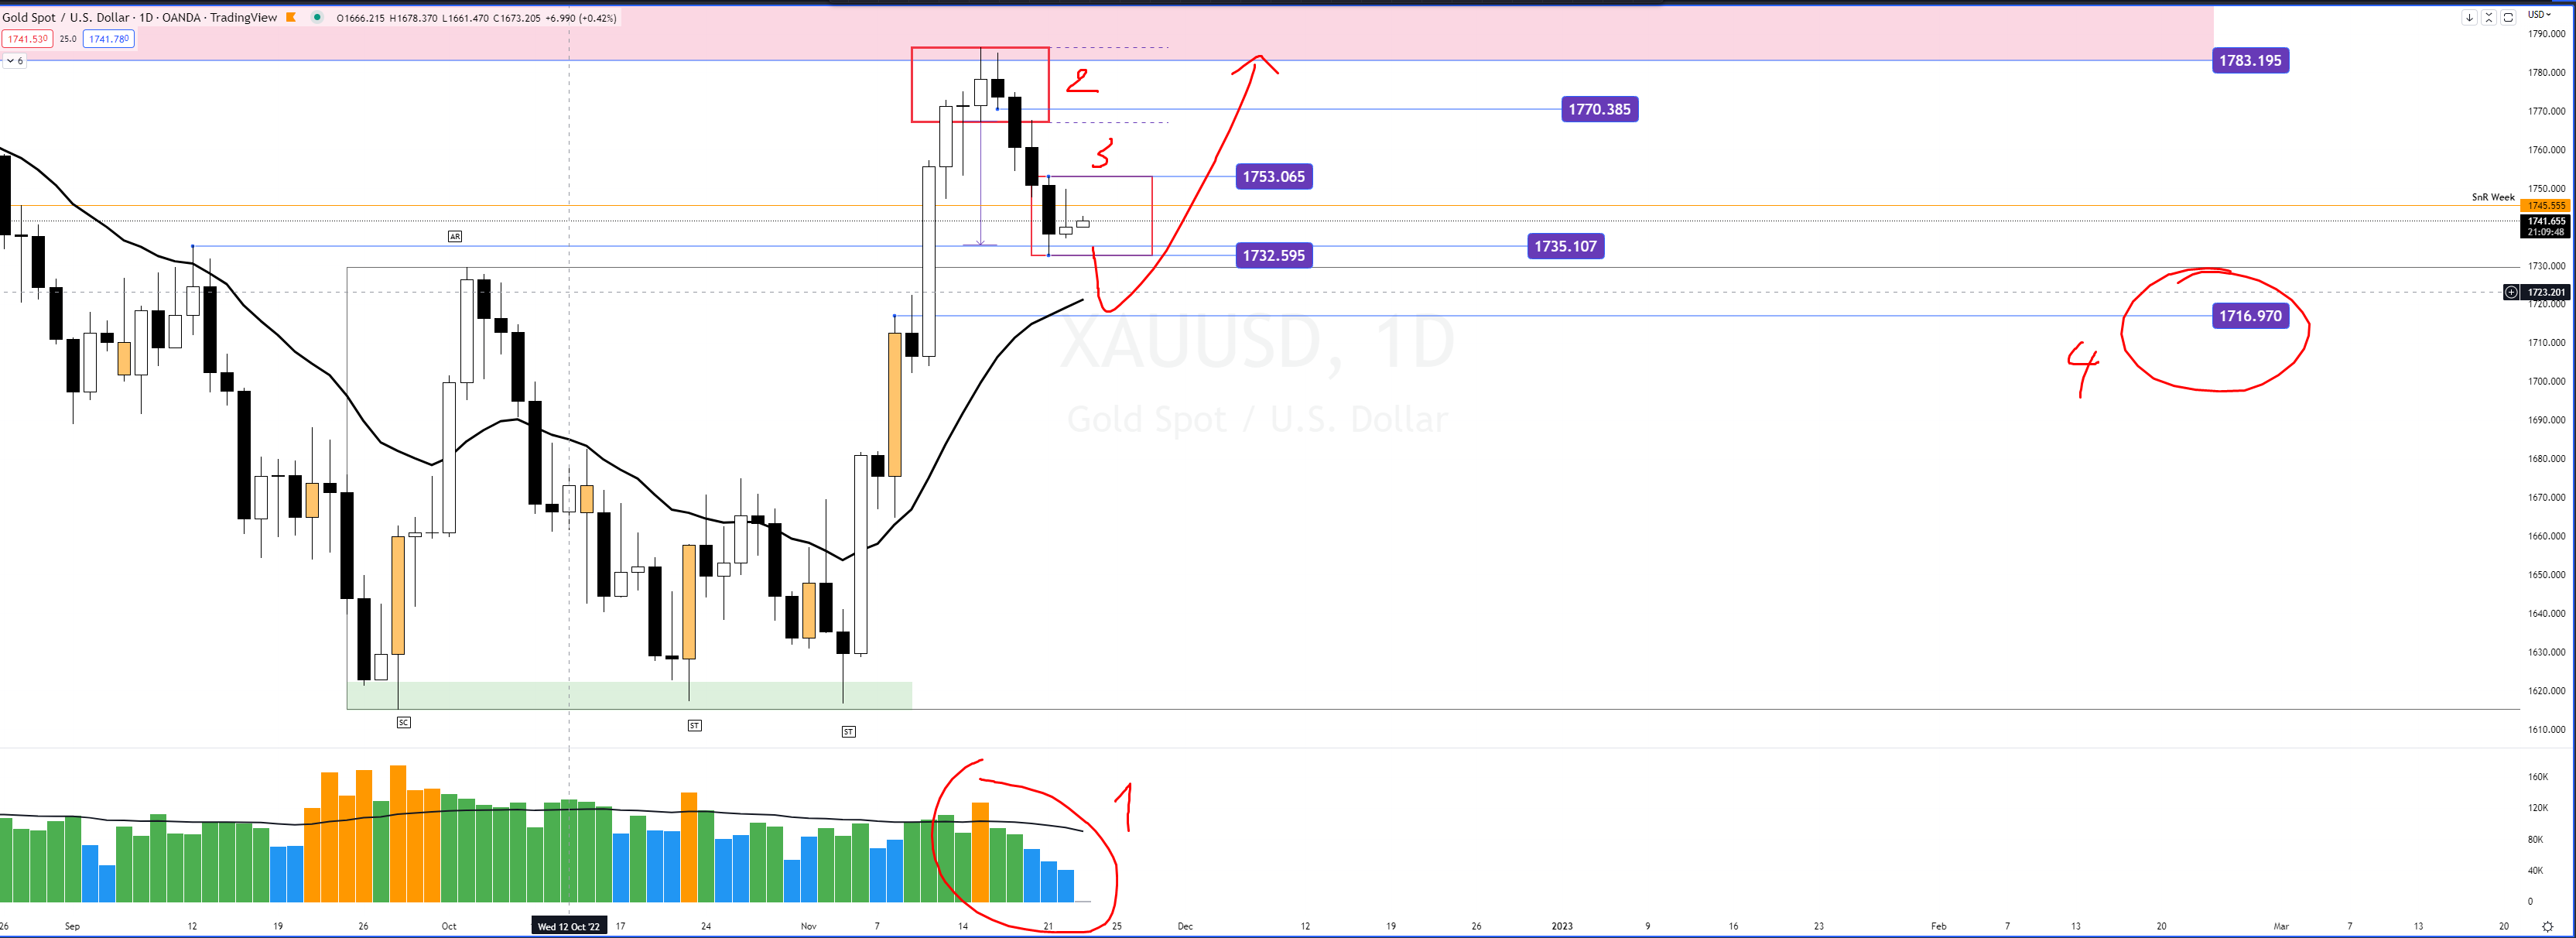 Gold Spot / U.S. Dollar · 1D · OANDA · TradingView O1666.215 H1678.370 L1661.470 C1673.205 +6.990 (+0.42%)
1741.530 25.0 1741.780
6
USD
1790.000
1783.195
1780.000
2
1770.385
1770.000
1760.000
3
1753.065
1750.000
SnR Week 1745.555
1741.655
21:09:48
AR
1735.107
1732.595
1730.000
1723.201
1720.000
1716.970
XAUUSD, 1D
Gold Spot / U.S. Dollar
4
1710.000
1700.000
1690.000
1680.000
1670.000
1660.000
1650.000
1640.000
1630.000
1620.000
1610.000
SC ST ST
1
160K
120K
80K
40K
0
26 Sep 12 19 26 Oct Wed 12 Oct '22 17 24 Nov 7 14 21 25 Dec 12 19 26 2023 9 16 23 Feb 7 13 20 Mar 7 13 20